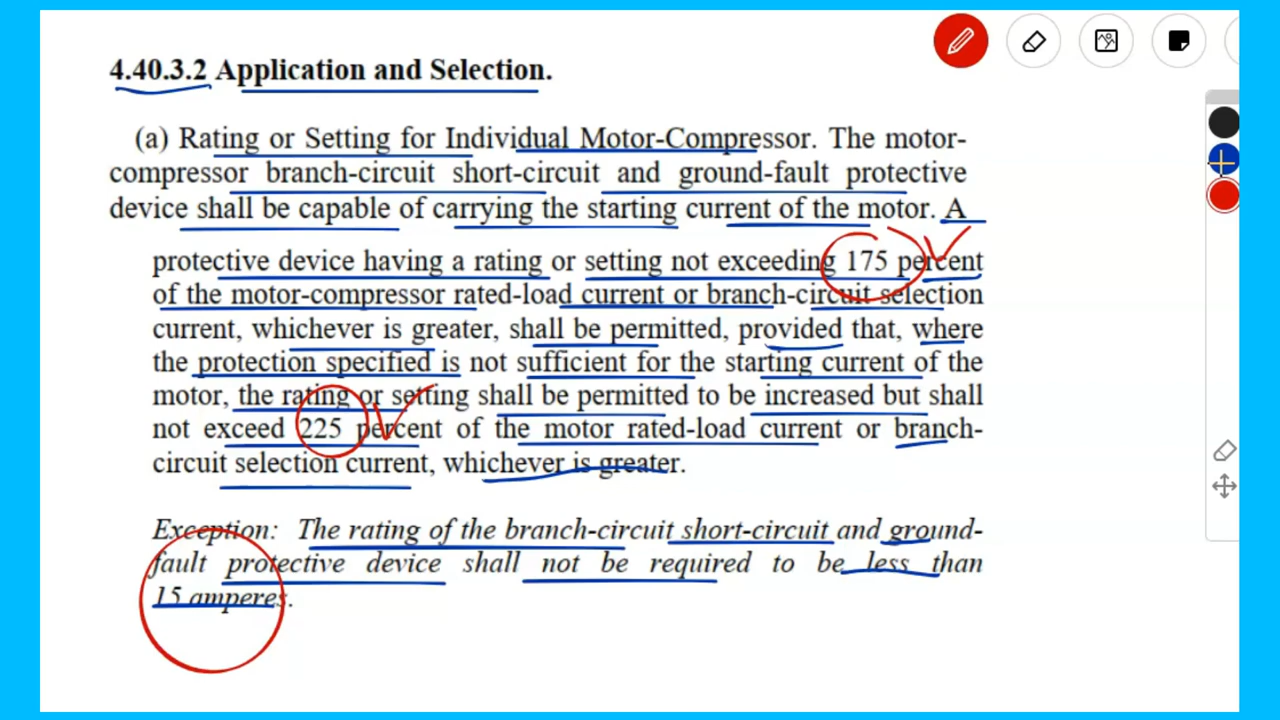 4.40.3.2 Application and Selection.
(a) Rating or Setting for Individual Motor-Compressor. The motor-
compressor branch-circuit short-circuit and ground-fault protective
device shall be capable of carrying the starting current of the motor. A
protective device having a rating or setting not exceeding 175 percent
of the motor-compressor rated-load current or branch-circuit selection
current, whichever is greater, shall be permitted, provided that, where
the protection specified is not sufficient for the starting current of the
motor, the rating or setting shall be permitted to be increased but shall
not exceed 225 percent of the motor rated-load current or branch-
circuit selection current, whichever is greater.
Exception: The rating of the branch-circuit short-circuit and ground-
fault protective device shall not be required to be less than
15 amperes.